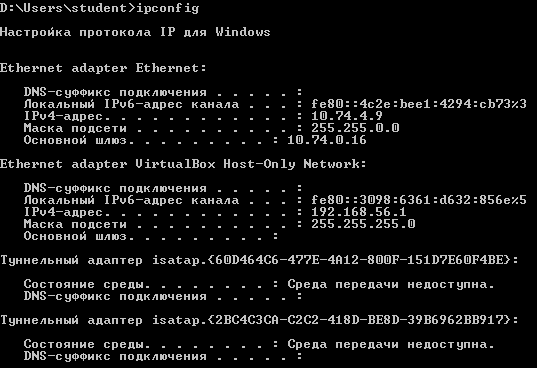 D:\Users\student>ipconfig
Настройка протокола IP для Windows
Ethernet adapter Ethernet:
DNS-суффикс подключения . . . . . :
Локальный IPv6-адрес канала . . . : fe80::4c2e:bee1:4294:cb73%3
IPv4-адрес. . . . . . . . . . . . : 10.74.4.9
Маска подсети . . . . . . . . . . : 255.255.0.0
Основной шлюз. . . . . . . . . : 10.74.0.16
Ethernet adapter VirtualBox Host-Only Network:
DNS-суффикс подключения . . . . . :
Локальный IPv6-адрес канала . . . : fe80::3098:6361:d632:856e%5
IPv4-адрес. . . . . . . . . . . . : 192.168.56.1
Маска подсети . . . . . . . . . . : 255.255.255.0
Основной шлюз. . . . . . . . . :
Туннельный адаптер isatap.{60D464C6-477E-4A12-800F-151D7E60F4BE}:
Состояние среды. . . . . . . . : Среда передачи недоступна.
DNS-суффикс подключения . . . . . :
Туннельный адаптер isatap.{2BC4C3CA-C2C2-418D-BE8D-39B6962BB917}:
Состояние среды. . . . . . . . : Среда передачи недоступна.
DNS-суффикс подключения . . . . . :